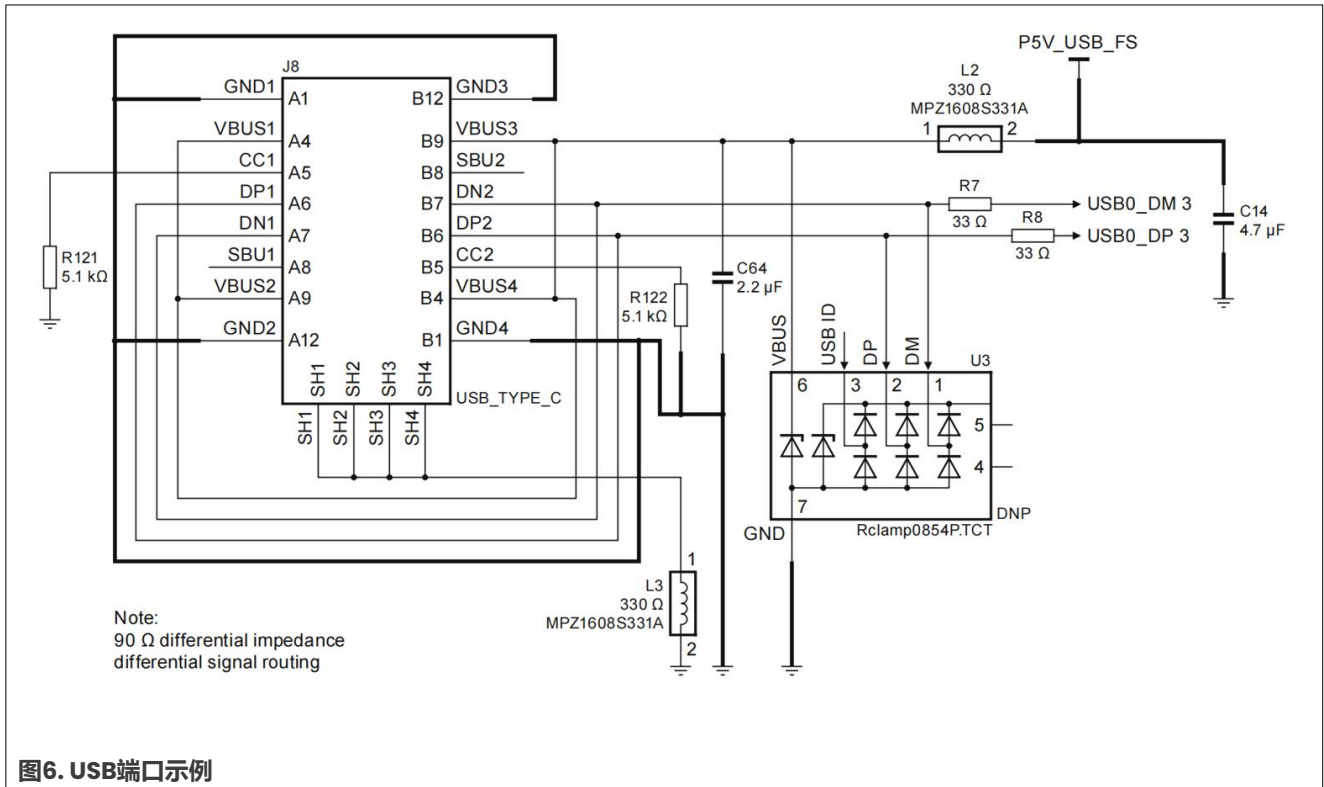 P5V_USB_FS
J8
L2
330 Ω
MPZ1608S331A
1
2
GND1
A1
B12
GND3
VBUS1
A4
B9
VBUS3
CC1
A5
B8
SBU2
DP1
A6
B7
DN2
R7
33 Ω
USB0_DM 3
DN1
A7
B6
DP2
R8
33 Ω
USB0_DP 3
C14
4.7 µF
R121
5.1 kΩ
SBU1
A8
B5
CC2
VBUS2
A9
B4
VBUS4
R122
5.1 kΩ
C64
2.2 µF
GND2
A12
B1
GND4
SH1
SH2
SH3
SH4
USB_TYPE_C
SH1
SH2
SH3
SH4
VBUS
USB ID
DP
DM
U3
6
3
2
1
5
4
7
GND
DNP
Rclamp0854P.TCT
1
L3
330 Ω
MPZ1608S331A
2
Note:
90 Ω differential impedance
differential signal routing
图6. USB端口示例